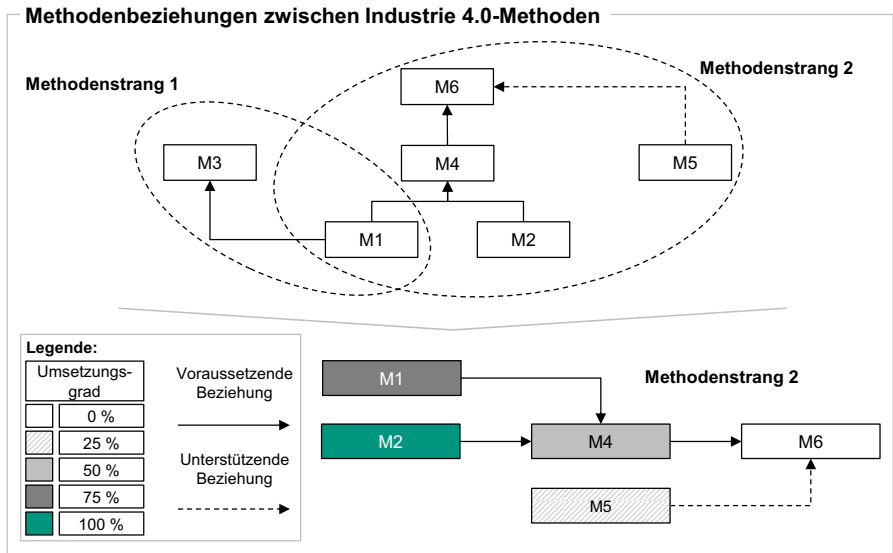 Methodenbeziehungen zwischen Industrie 4.0-Methoden
Methodenstrang 1
Methodenstrang 2
M6
M3
M4
M5
M1
M2
Legende:
Umsetzungs-
grad
0 %
25 %
50 %
75 %
100 %
Voraussetzende
Beziehung
Unterstützende
Beziehung
Methodenstrang 2
M1
M2
M4
M6
M5